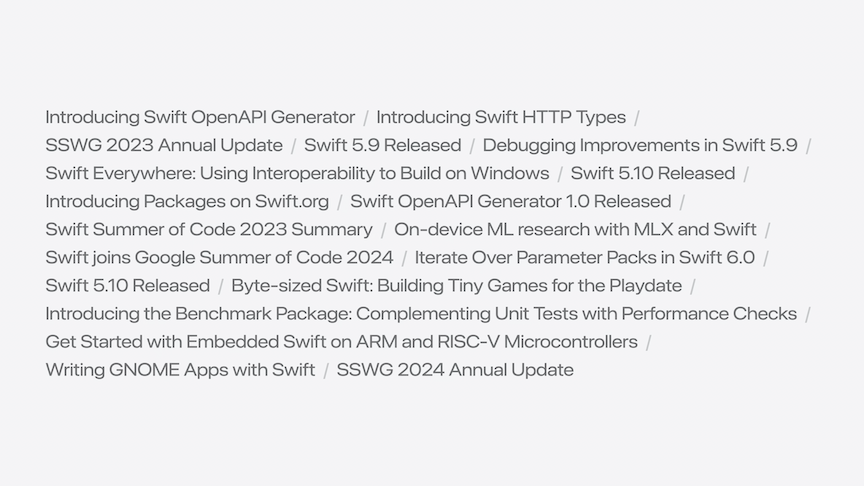 Introducing Swift OpenAPI Generator / Introducing Swift HTTP Types /
SSWG 2023 Annual Update / Swift 5.9 Released / Debugging Improvements in Swift 5.9 /
Swift Everywhere: Using Interoperability to Build on Windows / Swift 5.10 Released /
Introducing Packages on Swift.org / Swift OpenAPI Generator 1.0 Released /
Swift Summer of Code 2023 Summary / On-device ML research with MLX and Swift /
Swift joins Google Summer of Code 2024 / Iterate Over Parameter Packs in Swift 6.0 /
Swift 5.10 Released / Byte-sized Swift: Building Tiny Games for the Playdate /
Introducing the Benchmark Package: Complementing Unit Tests with Performance Checks /
Get Started with Embedded Swift on ARM and RISC-V Microcontrollers /
Writing GNOME Apps with Swift / SSWG 2024 Annual Update